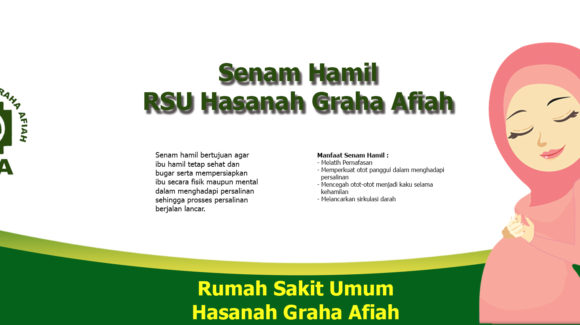 Senam Hamil
RSU Hasanah Graha Afiah
RAHA AFIAH
A
Senam hamil bertujuan agar
ibu hamil tetap sehat dan
bugar serta mempersiapkan
ibu secara fisik maupun mental
dalam menghadapi persalinan
sehingga prosses persalinan
berjalan lancar.
Manfaat Senam Hamil :
- Melatih Pernafasan
- Memperkuat otot panggul dalam menghadapi
persalinan
- Mencegah otot-otot menjadi kaku selama
kehamilan
- Melancarkan sirkulasi darah
Rumah Sakit Umum
Hasanah Graha Afiah